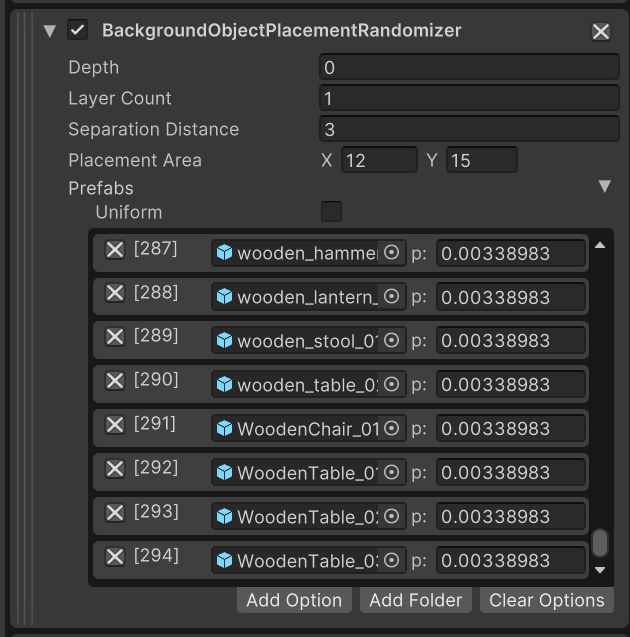 BackgroundObjectPlacementRandomizer
Depth 0
Layer Count 1
Separation Distance 3
Placement Area X 12 Y 15
Prefabs
Uniform
[287] wooden_hamme p: 0.00338983
[288] wooden_lantern_ p: 0.00338983
[289] wooden_stool_0 p: 0.00338983
[290] wooden_table_0 p: 0.00338983
[291] WoodenChair_01 p: 0.00338983
[292] WoodenTable_0 p: 0.00338983
[293] WoodenTable_0 p: 0.00338983
[294] WoodenTable_0 p: 0.00338983
Add Option Add Folder Clear Options